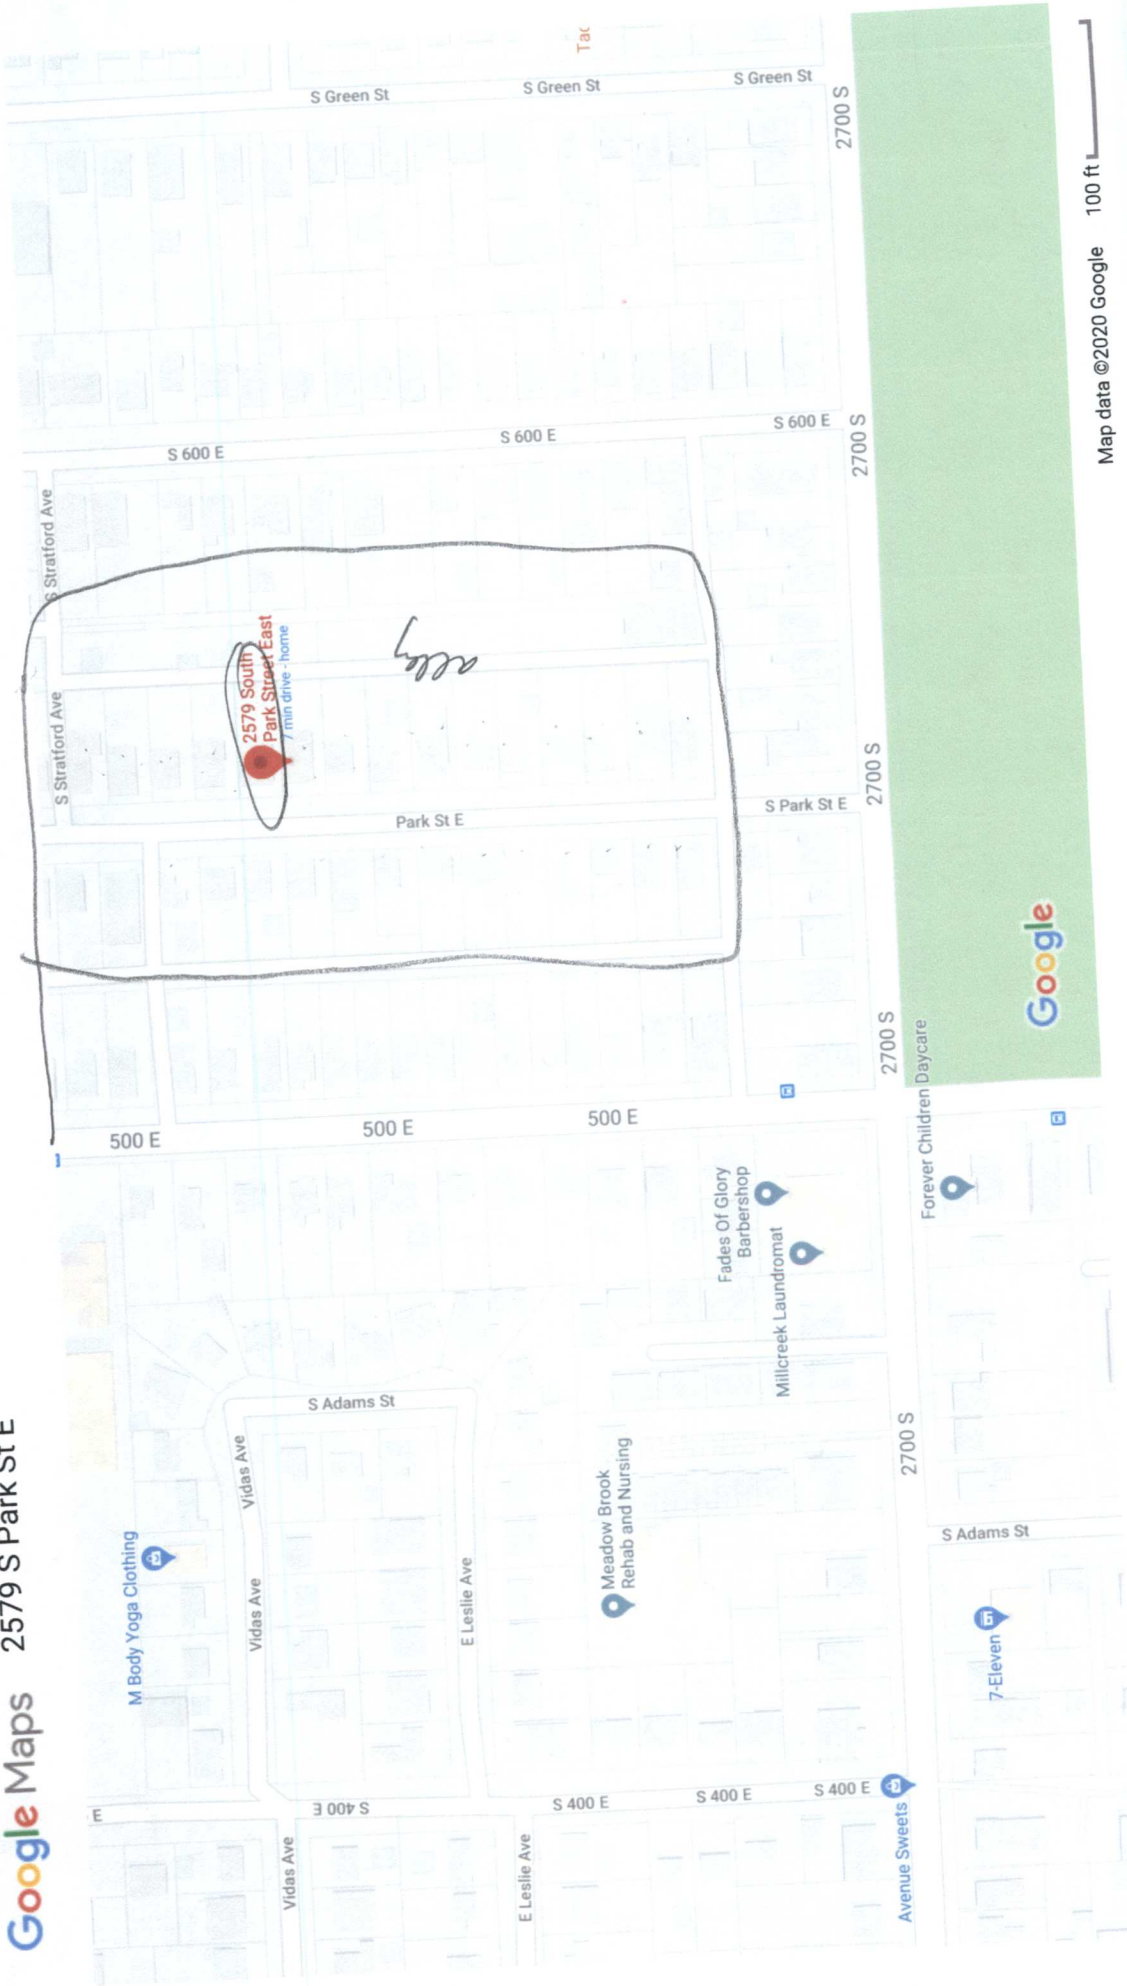 Google Maps 2579 S Park St E
S Stratford Ave
S Stratford Ave
M Body Yoga Clothing
E
500 E
S 600 E
Vidas Ave
Vidas Ave
Vidas Ave
2579 South
Park Street East
7 min drive - home
S 400 E
S Adams St
S Green St
500 E
Park St E
alley
E Leslie Ave
E Leslie Ave
S 600 E
S Green St
S 400 E
Meadow Brook
Rehab and Nursing
500 E
Tac
S 400 E
Fades Of Glory
Barbershop
Millcreek Laundromat
S Park St E
S 600 E
S Green St
S 400 E
2700 S
2700 S
2700 S
2700 S
2700 S
Avenue Sweets
Forever Children Daycare
S Adams St
7-Eleven
Google
Map data ©2020 Google 100 ft